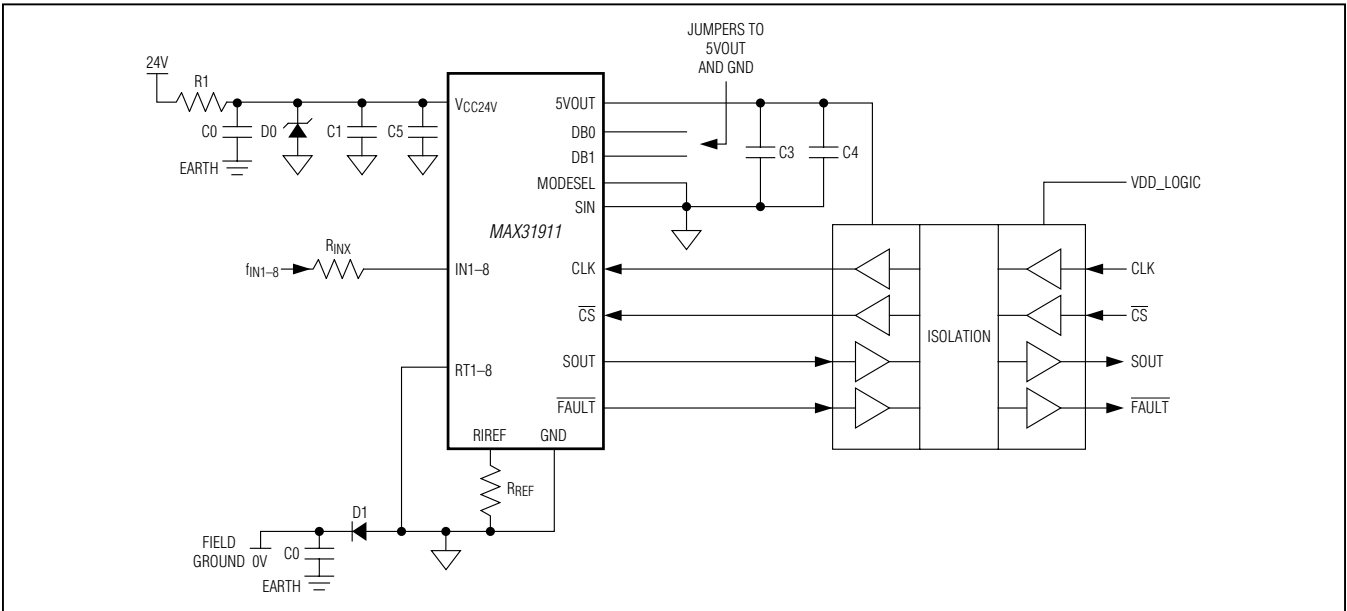 JUMPERS TO
5VOUT
AND GND
24V
R1
C0
D0
C1
C5
EARTH
VCC24V
5VOUT
DB0
DB1
MODESEL
SIN
C3
C4
VDD_LOGIC
MAX31911
RINX
fIN1–8
IN1–8
CLK
CS
SOUT
FAULT
ISOLATION
CLK
CS
SOUT
FAULT
RT1–8
RIREF
GND
RREF
D1
FIELD
GROUND
0V
C0
EARTH